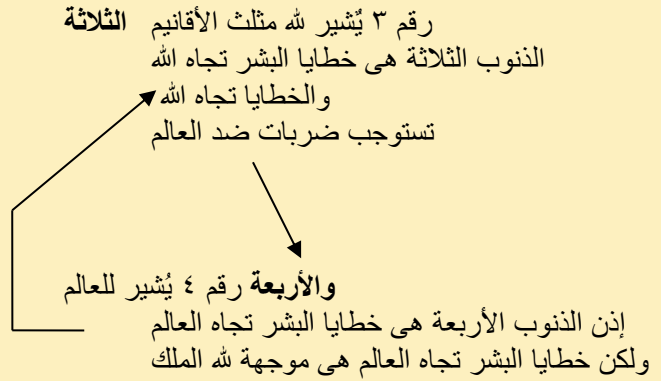 رقم ٣ يُشير لله مثلث الأقانيم الثلاثة
الذنوب الثلاثة هى خطايا البشر تجاه الله
والخطايا تجاه الله
تستوجب ضربات ضد العالم
والأربعة رقم ٤ يُشير للعالم
إذن الذنوب الأربعة هى خطايا البشر تجاه العالم
ولكن خطايا البشر تجاه العالم هى موجهة لله الملك